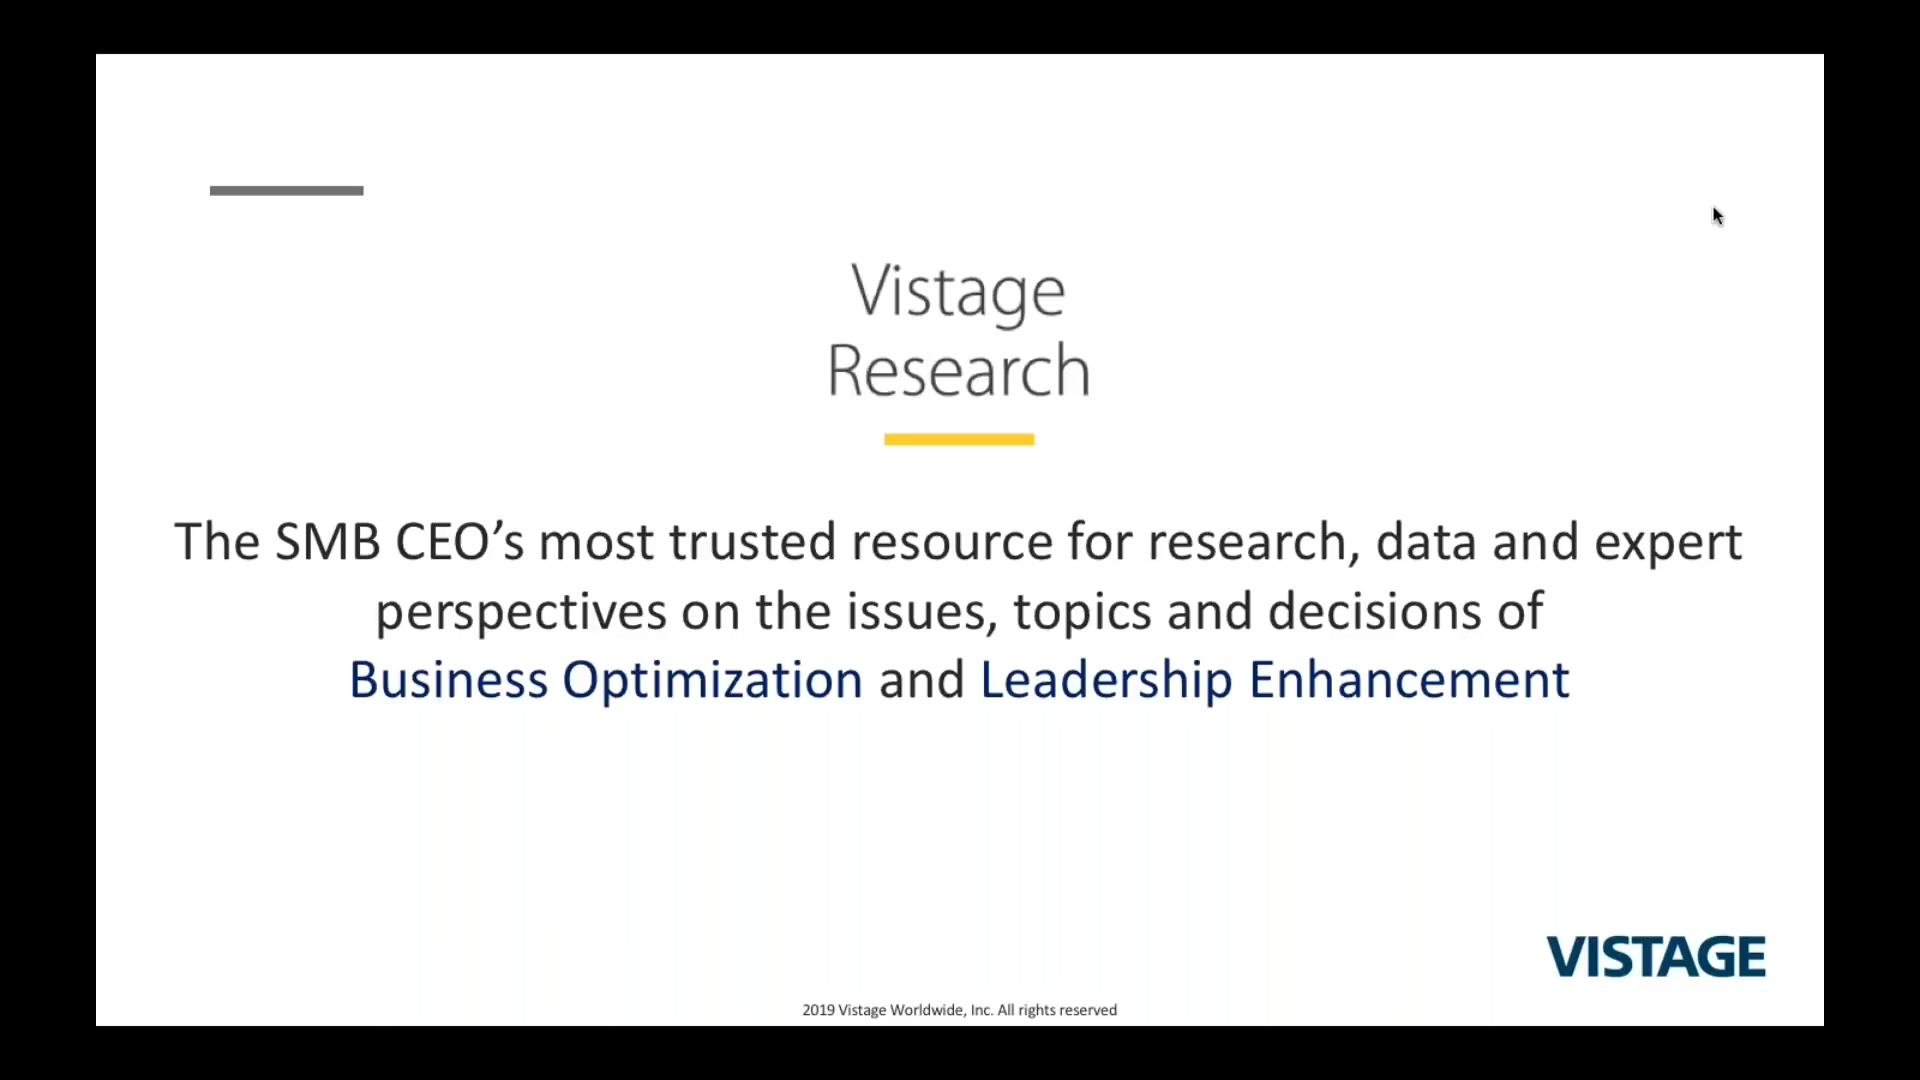 Vistage
Research
The SMB CEO’s most trusted resource for research, data and expert
perspectives on the issues, topics and decisions of
Business Optimization and Leadership Enhancement
VISTAGE
2019 Vistage Worldwide, Inc. All rights reserved